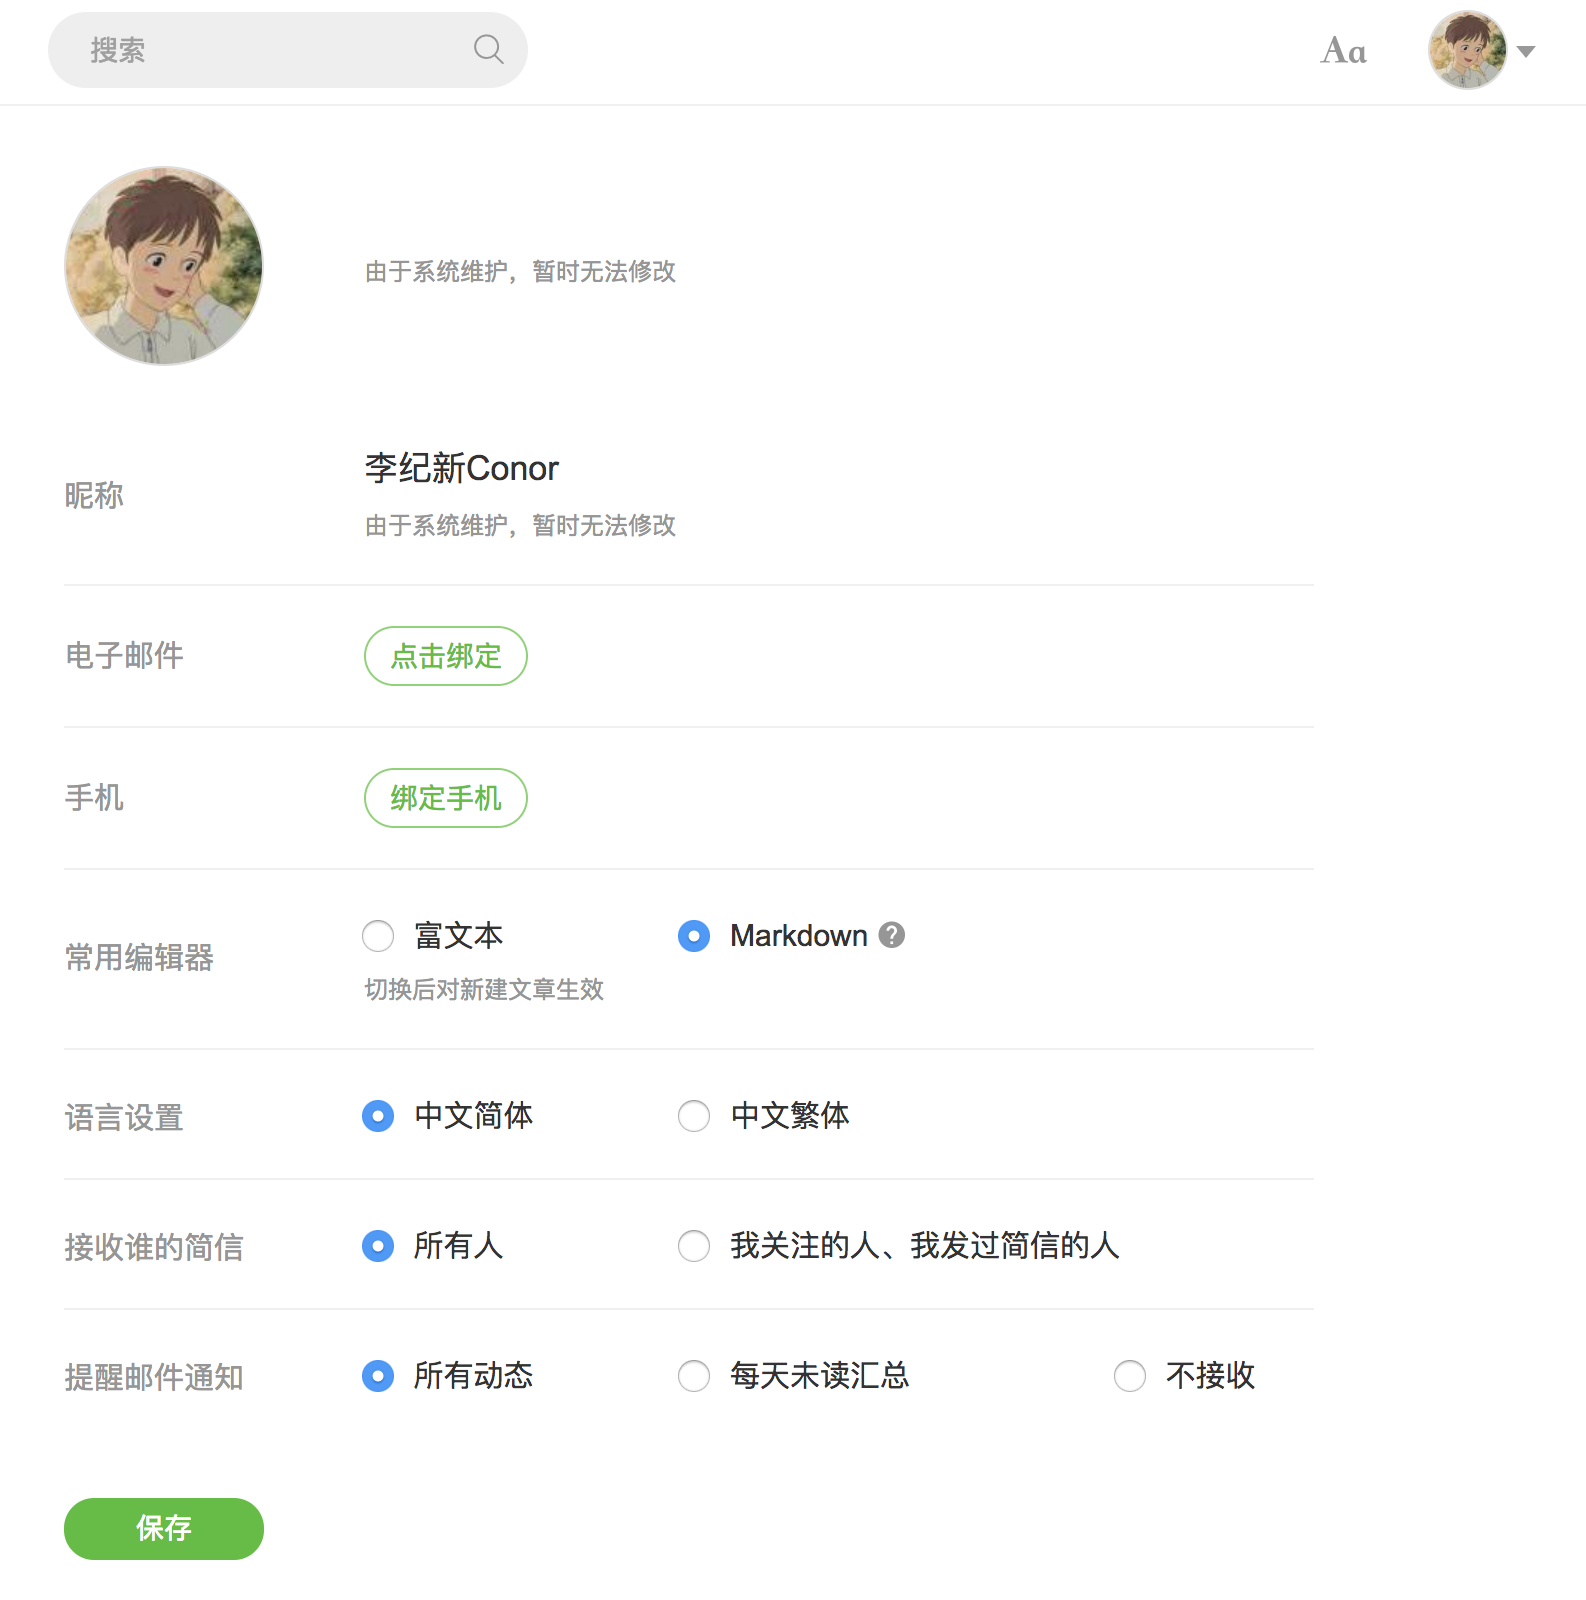 搜索
Aa
由于系统维护，暂时无法修改
昵称
李纪新Conor
由于系统维护，暂时无法修改
电子邮件
点击绑定
手机
绑定手机
常用编辑器
富文本 Markdown ?
切换后对新建文章生效
语言设置
中文简体 中文繁体
接收谁的简信
所有人 我关注的人、我发过简信的人
提醒邮件通知
所有动态 每天未读汇总 不接收
保存